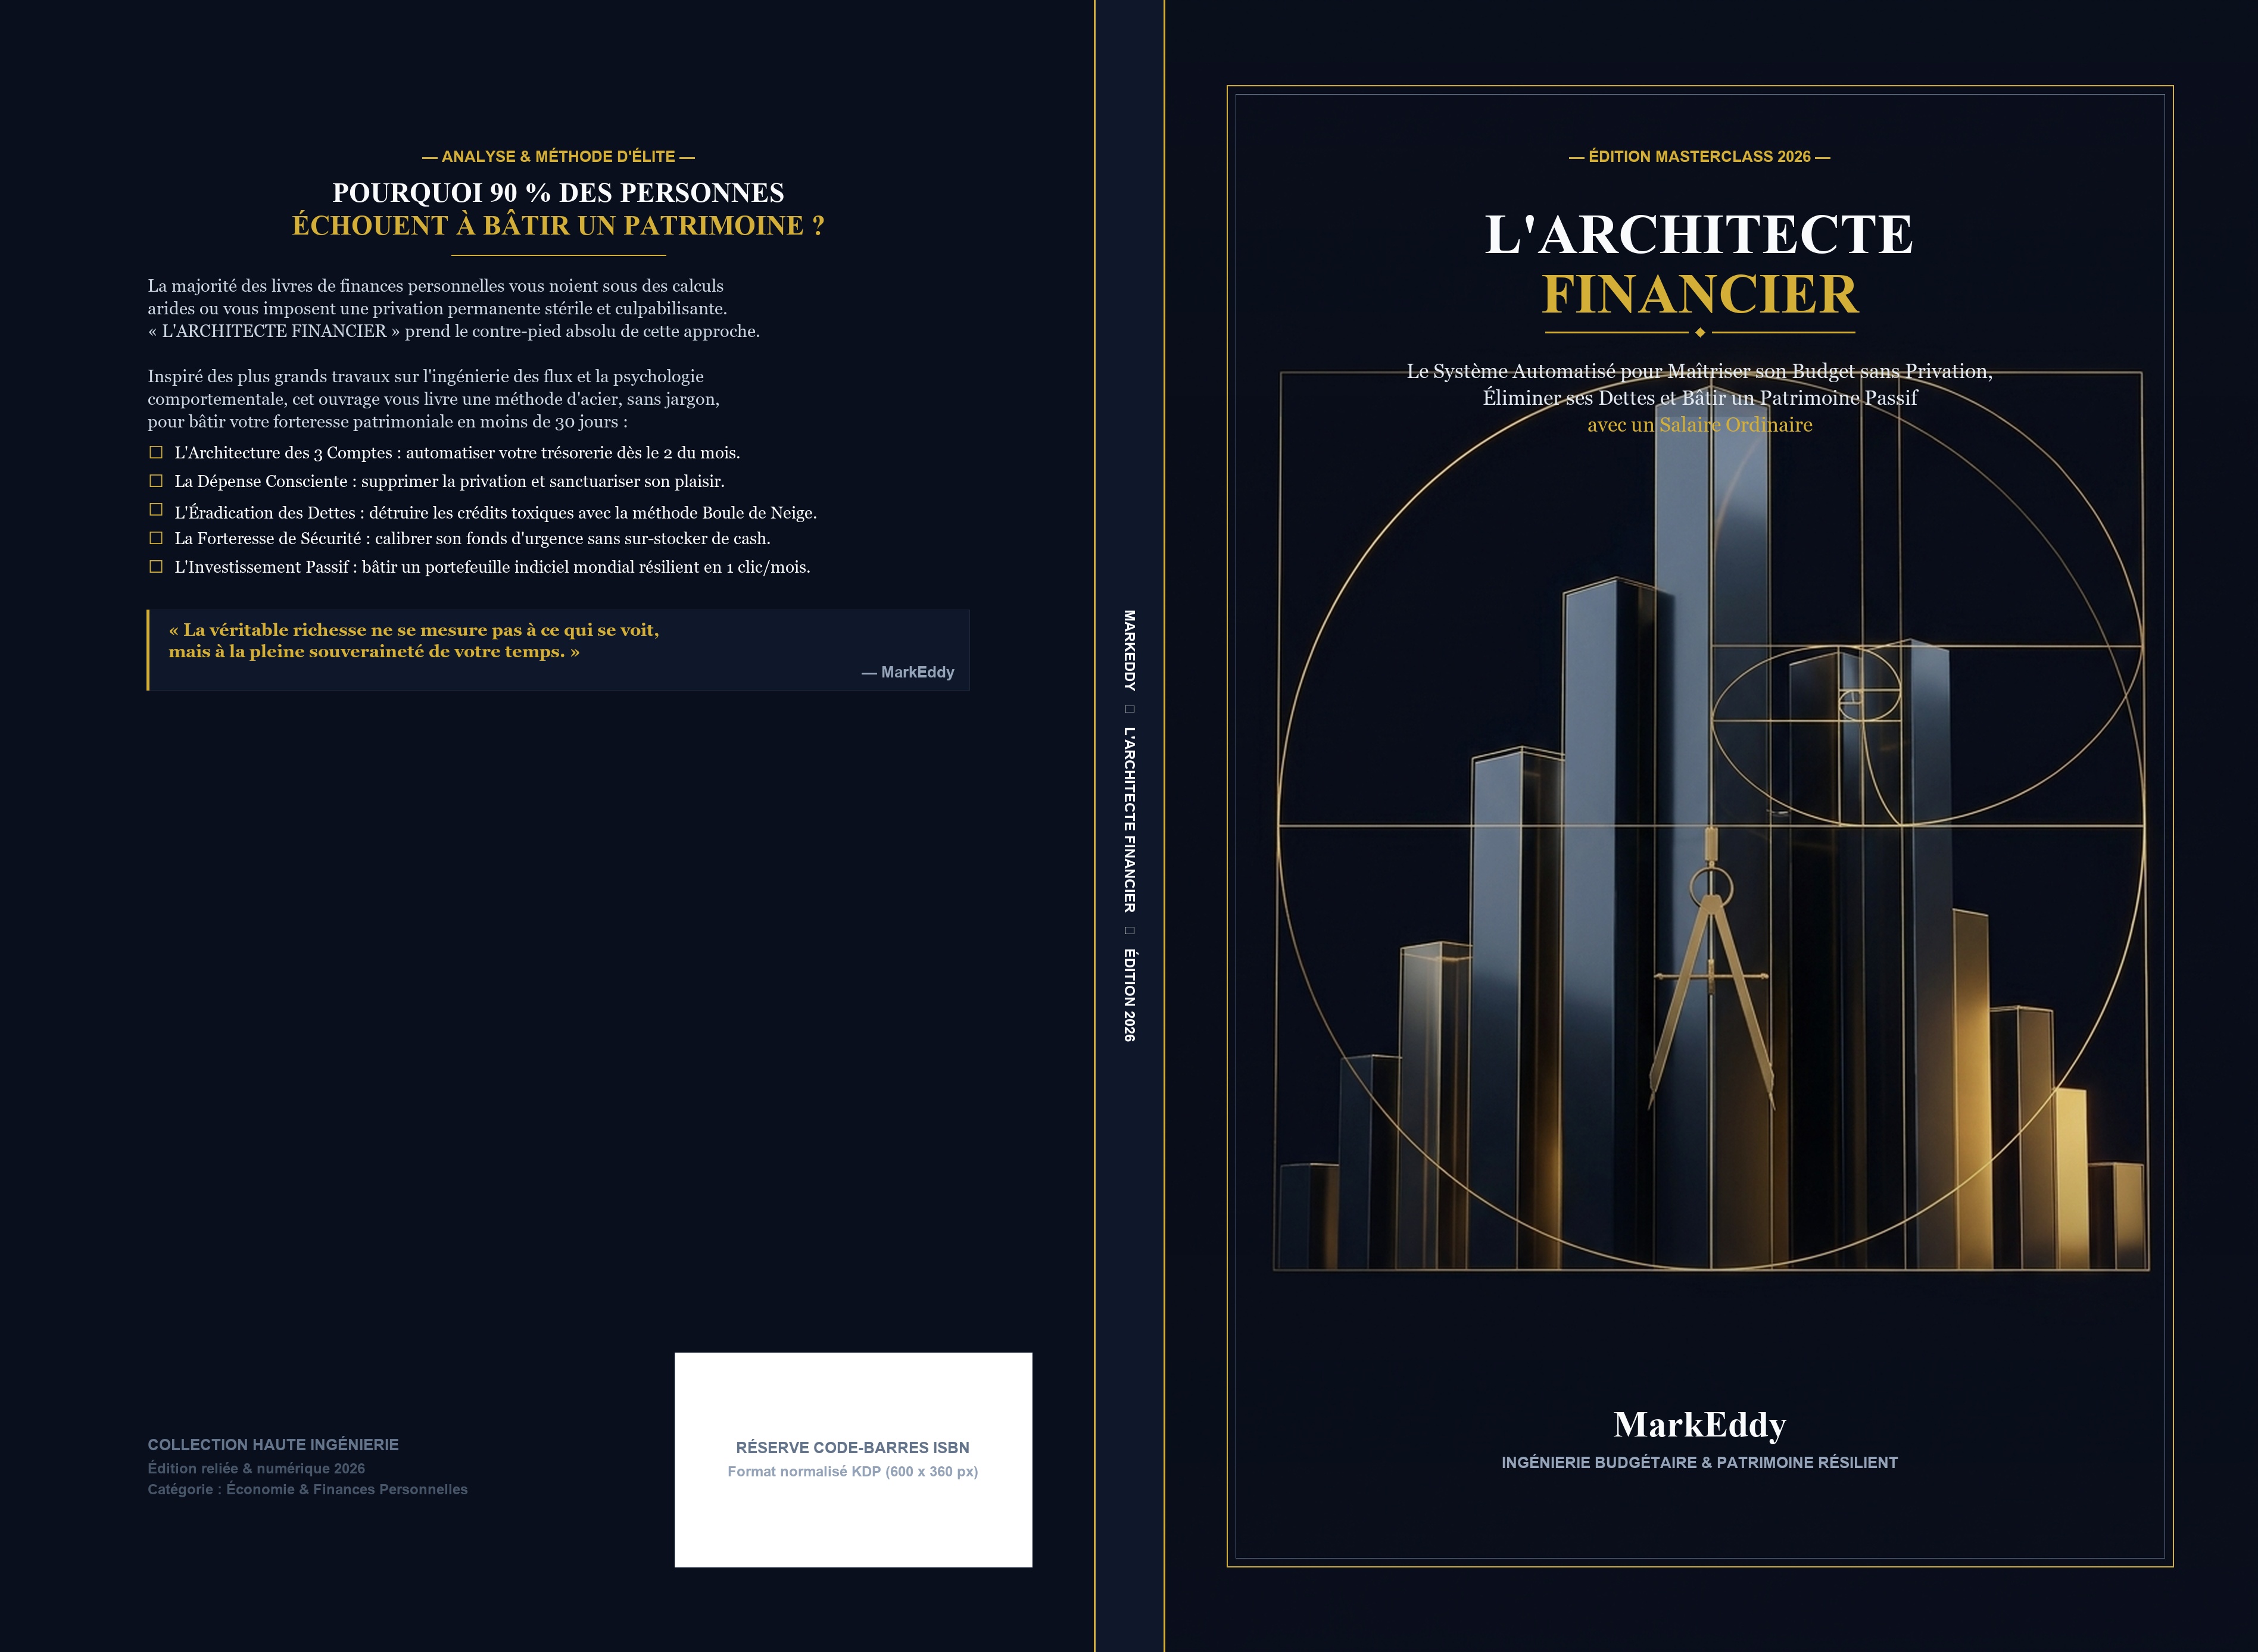 — ANALYSE & MÉTHODE D'ÉLITE —
POURQUOI 90 % DES PERSONNES
ÉCHOUENT À BÂTIR UN PATRIMOINE ?
La majorité des livres de finances personnelles vous noient sous des calculs
arides ou vous imposent une privation permanente stérile et culpabilisante.
« L'ARCHITECTE FINANCIER » prend le contre-pied absolu de cette approche.
Inspiré des plus grands travaux sur l'ingénierie des flux et la psychologie
comportementale, cet ouvrage vous livre une méthode d'acier, sans jargon,
pour bâtir votre forteresse patrimoniale en moins de 30 jours :
☐ L'Architecture des 3 Comptes : automatiser votre trésorerie dès le 2 du mois.
☐ La Dépense Consciente : supprimer la privation et sanctuariser son plaisir.
☐ L'Éradication des Dettes : détruire les crédits toxiques avec la méthode Boule de Neige.
☐ La Forteresse de Sécurité : calibrer son fonds d'urgence sans sur-stocker de cash.
☐ L'Investissement Passif : bâtir un portefeuille indiciel mondial résilient en 1 clic/mois.
« La véritable richesse ne se mesure pas à ce qui se voit,
mais à la pleine souveraineté de votre temps. »
— MarkEddy
COLLECTION HAUTE INGÉNIERIE
Édition reliée & numérique 2026
Catégorie : Économie & Finances Personnelles
RÉSERVE CODE-BARRES ISBN
Format normalisé KDP (600 x 360 px)
MARKEDDY ☐ L'ARCHITECTE FINANCIER ☐ ÉDITION 2026
— ÉDITION MASTERCLASS 2026 —
L'ARCHITECTE
FINANCIER
Le Système Automatisé pour Maîtriser son Budget sans Privation,
Éliminer ses Dettes et Bâtir un Patrimoine Passif
avec un Salaire Ordinaire
MarkEddy
INGÉNIERIE BUDGÉTAIRE & PATRIMOINE RÉSILIENT